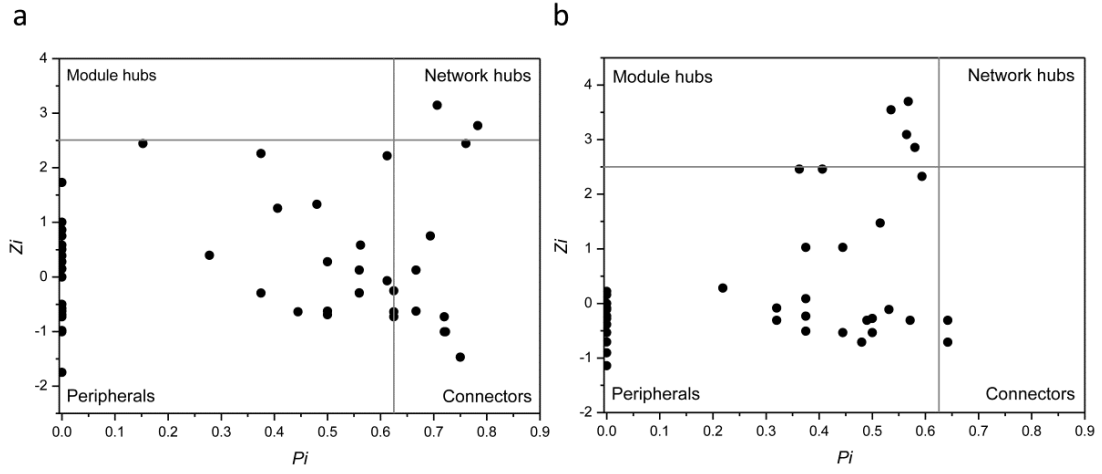 a
Module hubs
Network hubs
Peripherals
Connectors
4
3
2
1
0
-1
-2
Zi
0.0 0.1 0.2 0.3 0.4 0.5 0.6 0.7 0.8 0.9
Pi
b
Module hubs
Network hubs
Peripherals
Connectors
4
3
2
1
0
-1
-2
Zi
0.0 0.1 0.2 0.3 0.4 0.5 0.6 0.7 0.8 0.9
Pi